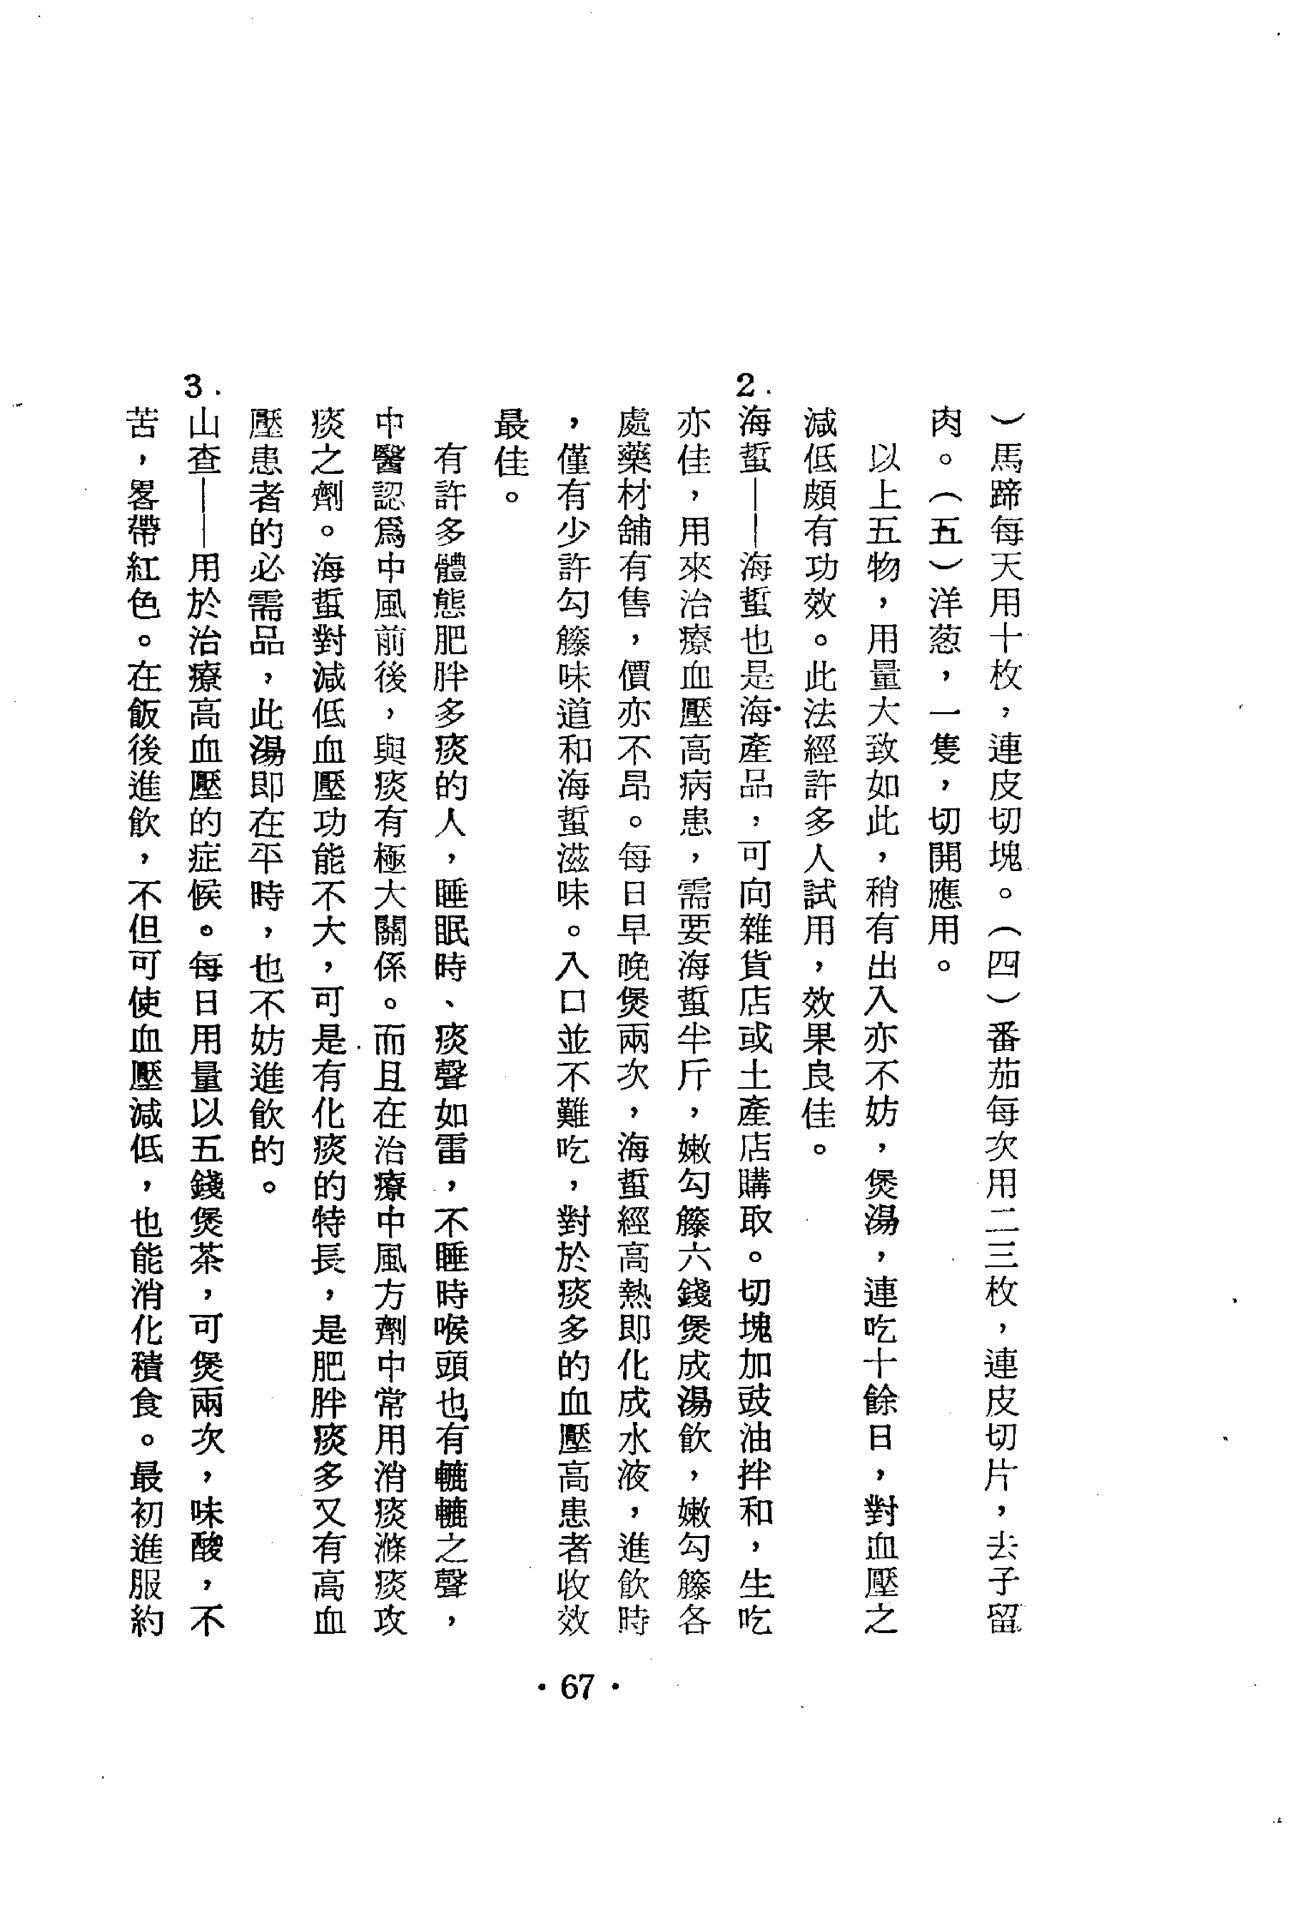 ）馬蹄每天用十枚，連皮切塊。（四）番茄每次用二三枚，連皮切片，去子留
肉。（五）洋葱，一隻，切開應用。
以上五物，用量大致如此，稍有出入亦不妨，煲湯，連吃十餘日，對血壓之
減低頗有功效。此法經許多人試用，效果良佳。
2.海蜇——海蜇也是海產品，可向雜貨店或土產店購取。切塊加豉油拌和，生吃
亦佳，用來治療血壓高病患，需要海蜇半斤，嫩勾籐六錢煲成湯飲，嫩勾籐各
處藥材舖有售，價亦不昂。每日早晚煲兩次，海蜇經高熱即化成水液，進飲時
，僅有少許勾籐味道和海蜇滋味。入口並不難吃，對於痰多的血壓高患者收效
最佳。
有許多體態肥胖多痰的人，睡眠時、痰聲如雷，不睡時喉頭也有轆轆之聲，
中醫認爲中風前後，與痰有極大關係。而且在治療中風方劑中常用消痰滌痰攻
痰之劑。海蜇對減低血壓功能不大，可是有化痰的特長，是肥胖痰多又有高血
壓患者的必需品，此湯即在平時，也不妨進飲的。
3.山查——用於治療高血壓的症候。每日用量以五錢煲茶，可煲兩次，味酸，不
苦，畧帶紅色。在飯後進飲，不但可使血壓減低，也能消化積食。最初進服約
•67•